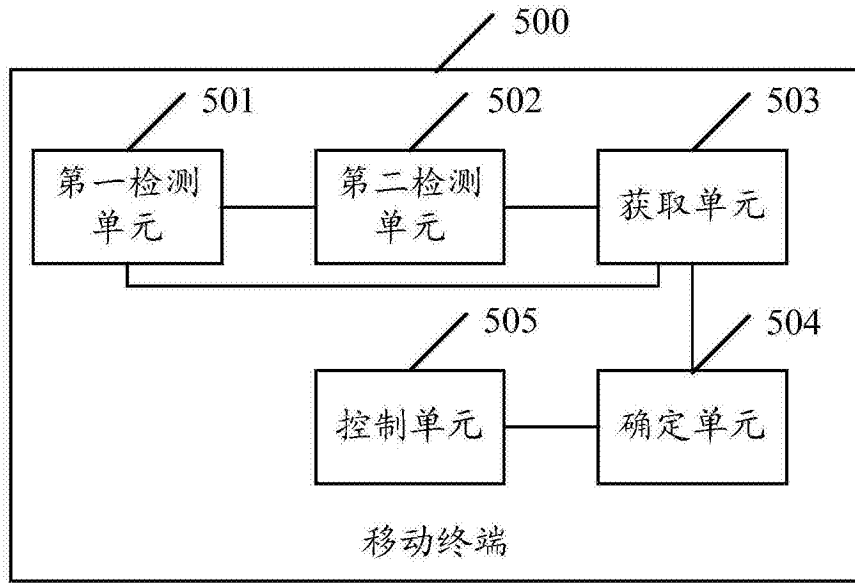 500
501
502
503
第一检测
单元
第二检测
单元
获取单元
505
504
控制单元
确定单元
移动终端